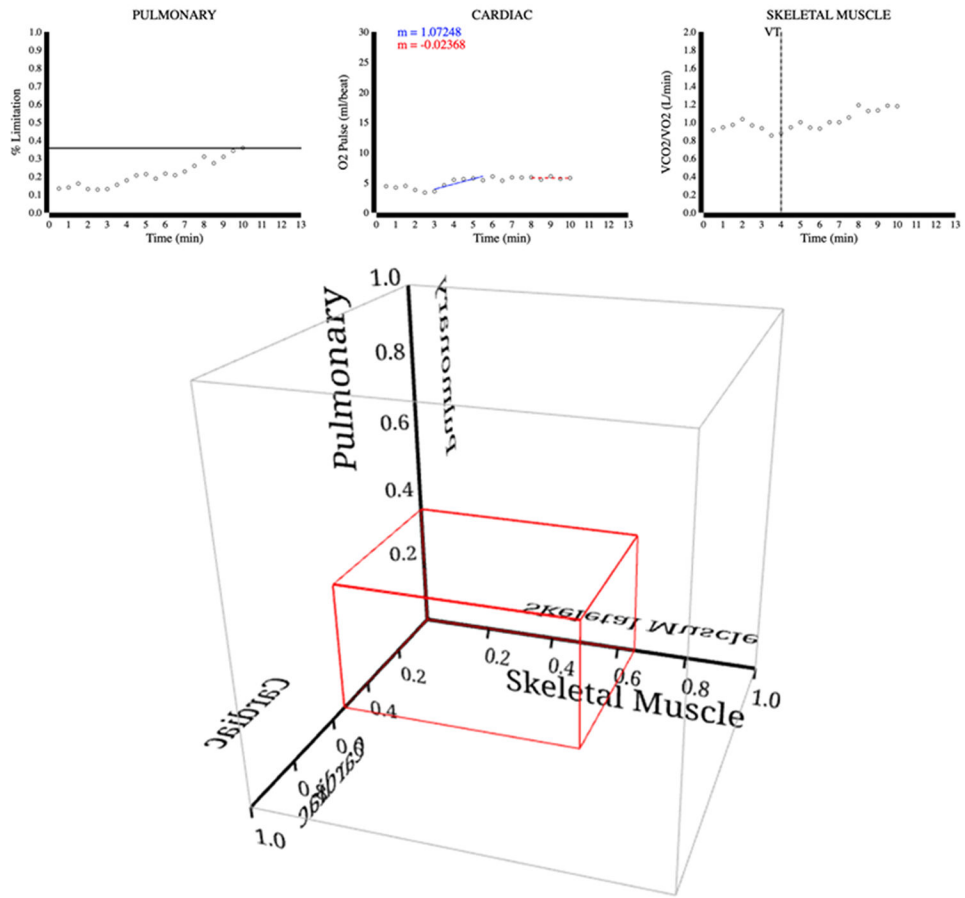 PULMONARY
% Limitation
1.0
0.9
0.8
0.7
0.6
0.5
0.4
0.3
0.2
0.1
0.0
0 1 2 3 4 5 6 7 8 9 10 11 12 13
Time (min)
CARDIAC
m = 1.07248
m = -0.02368
O2 Pulse (ml/beat)
30
25
20
15
10
5
0
0 1 2 3 4 5 6 7 8 9 10 11 12 13
Time (min)
SKELETAL MUSCLE
VT
VCO2/VO2 (L/min)
2.0
1.8
1.6
1.4
1.2
1.0
0.8
0.6
0.4
0.2
0.0
0 1 2 3 4 5 6 7 8 9 10 11 12 13
Time (min)
Pulmonary
Pulmonary
1.0
0.8
0.6
0.4
0.2
Skeletal Muscle
0.2
0.4
0.6
0.8
1.0
Skeletal Muscle
0.2
0.4
1.0
Cardiac
Cardiac